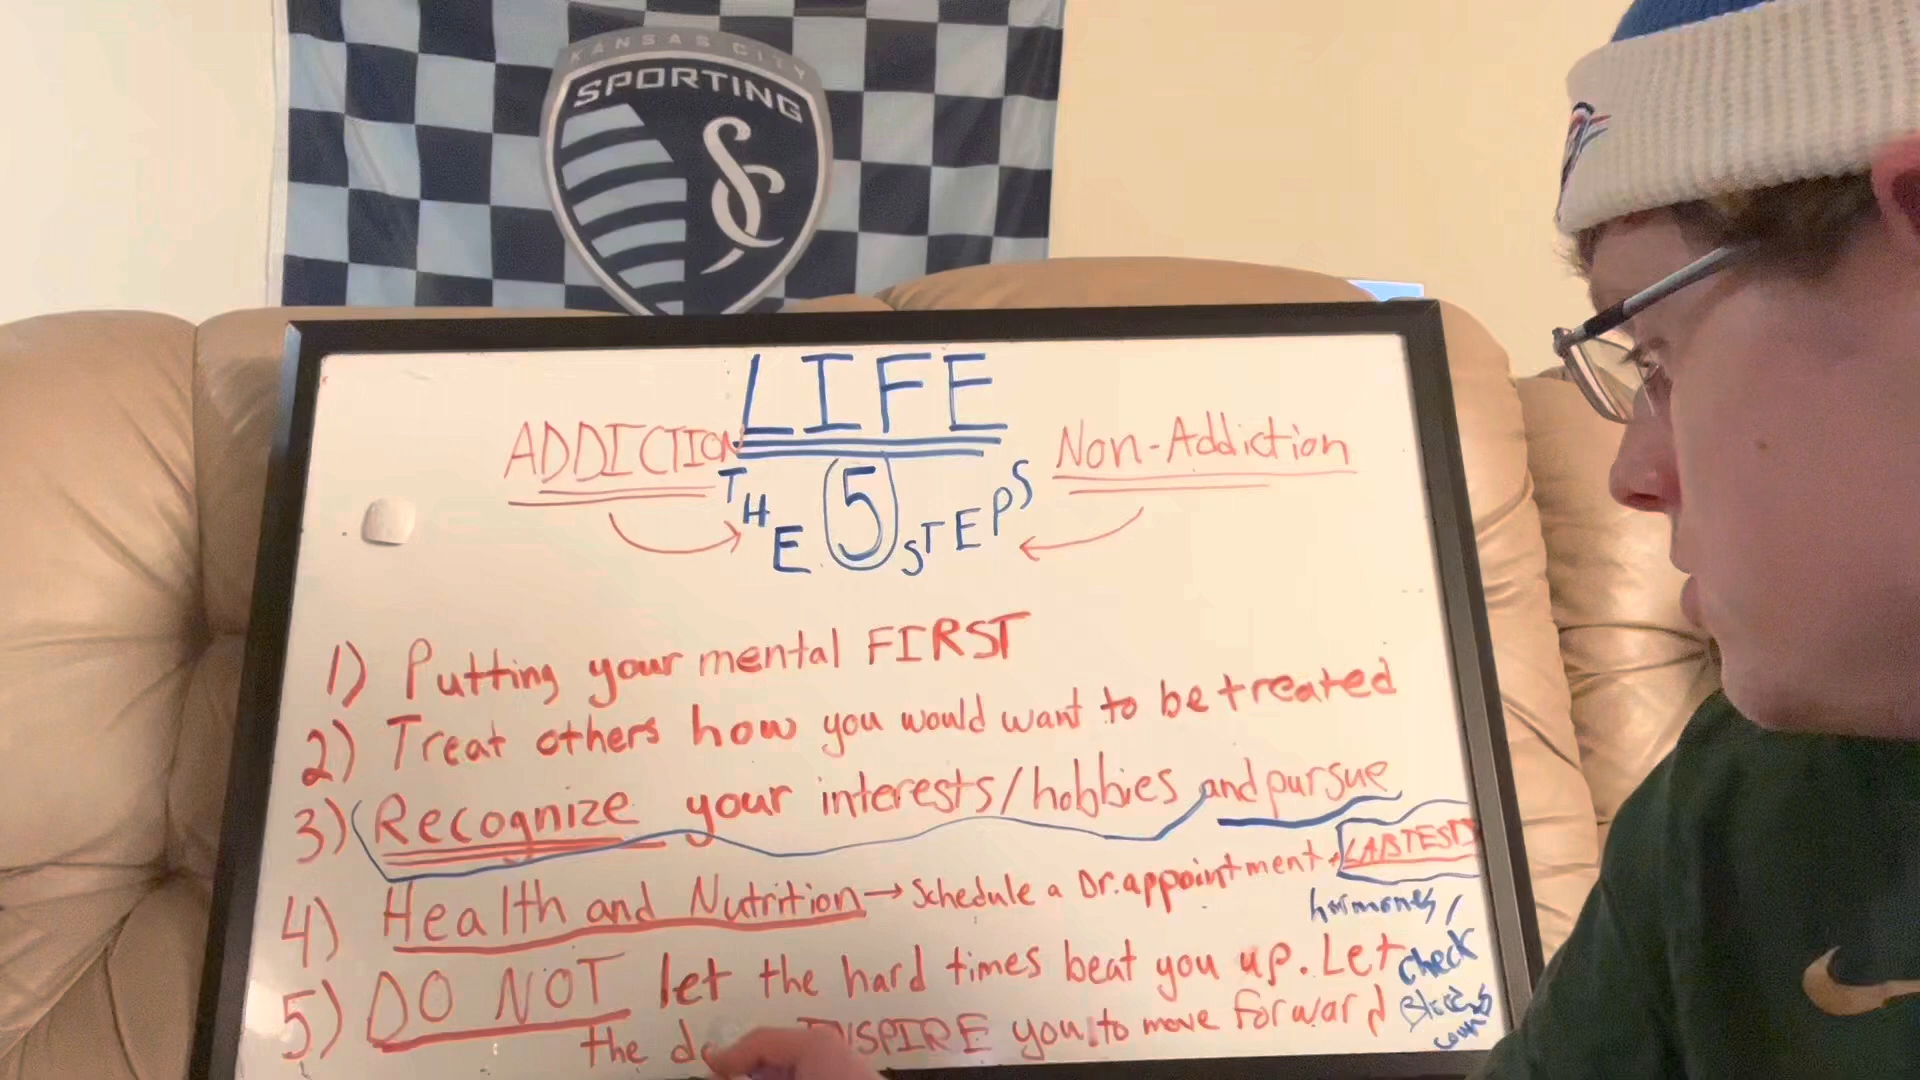 KANSAS CITY
SPORTING
SC
LIFE
ADDICTION
Non-Addiction
THE 5 STEPS
1) Putting your mental FIRST
2) Treat others how you would want to be treated
3) (Recognize your interests/hobbies and pursue
4) Health and Nutrition → Schedule a Dr. appointment + LABTESTS
hormones /
check
Blood
5) DO NOT let the hard times beat you up. Let
the INSPIRE you to move forward